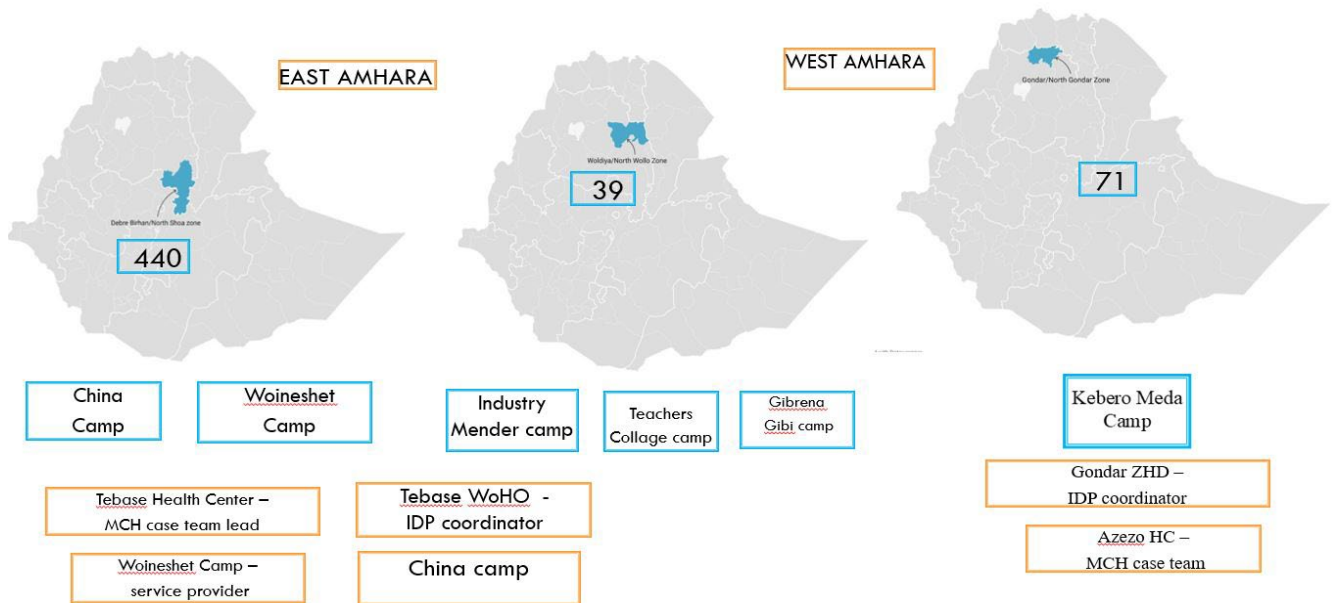 EAST AMHARA
WEST AMHARA
Debre Birhan/North Shoa zone
440
Woldiya/North Wollo Zone
39
Gondar/North Gondar Zone
71
China
Camp
Woineshet
Camp
Industry
Mender camp
Teachers
Collage camp
Gibrena
Gibi camp
Kebero Meda
Camp
Tebase Health Center –
MCH case team lead
Tebase WoHO -
IDP coordinator
Gondar ZHD –
IDP coordinator
Woineshet Camp –
service provider
China camp
Azezo HC –
MCH case team